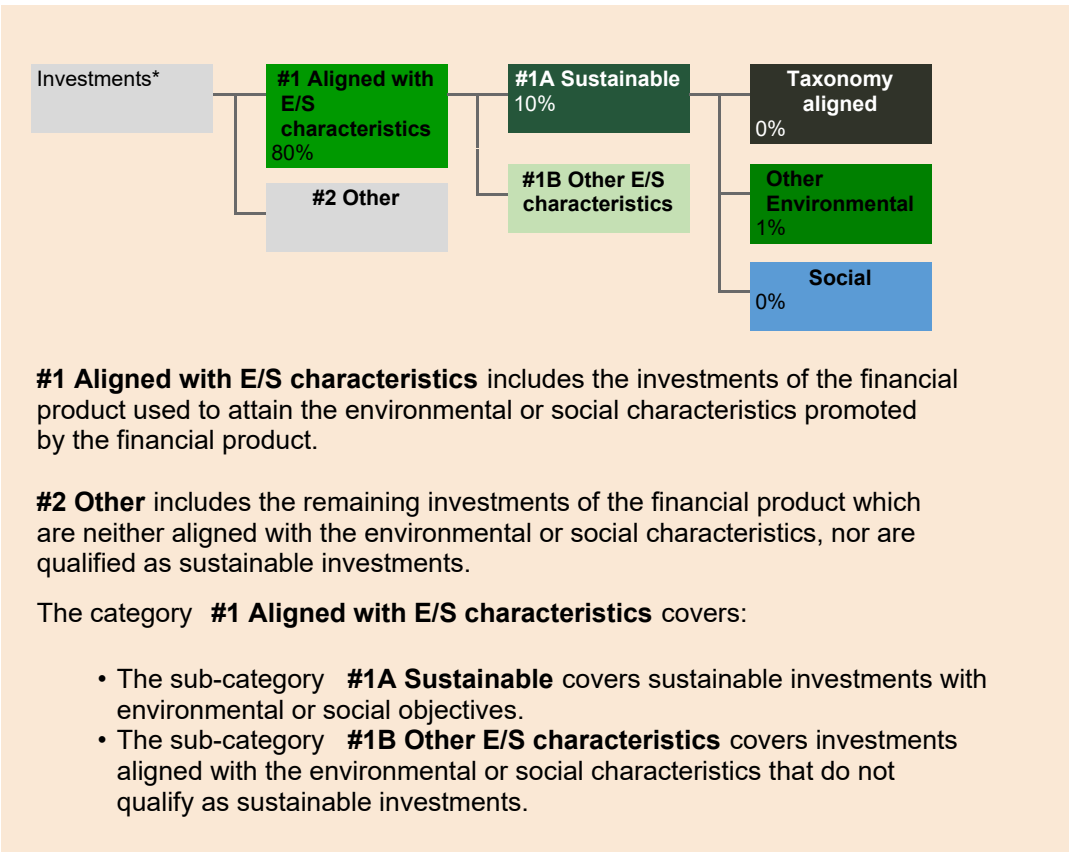 Investments*
#1 Aligned with
E/S
characteristics
80%
#2 Other
#1A Sustainable
10%
#1B Other E/S
characteristics
Taxonomy
aligned
0%
Other
Environmental
1%
Social
0%
#1 Aligned with E/S characteristics includes the investments of the financial
product used to attain the environmental or social characteristics promoted
by the financial product.
#2 Other includes the remaining investments of the financial product which
are neither aligned with the environmental or social characteristics, nor are
qualified as sustainable investments.
The category #1 Aligned with E/S characteristics covers:
• The sub-category #1A Sustainable covers sustainable investments with
environmental or social objectives.
• The sub-category #1B Other E/S characteristics covers investments
aligned with the environmental or social characteristics that do not
qualify as sustainable investments.